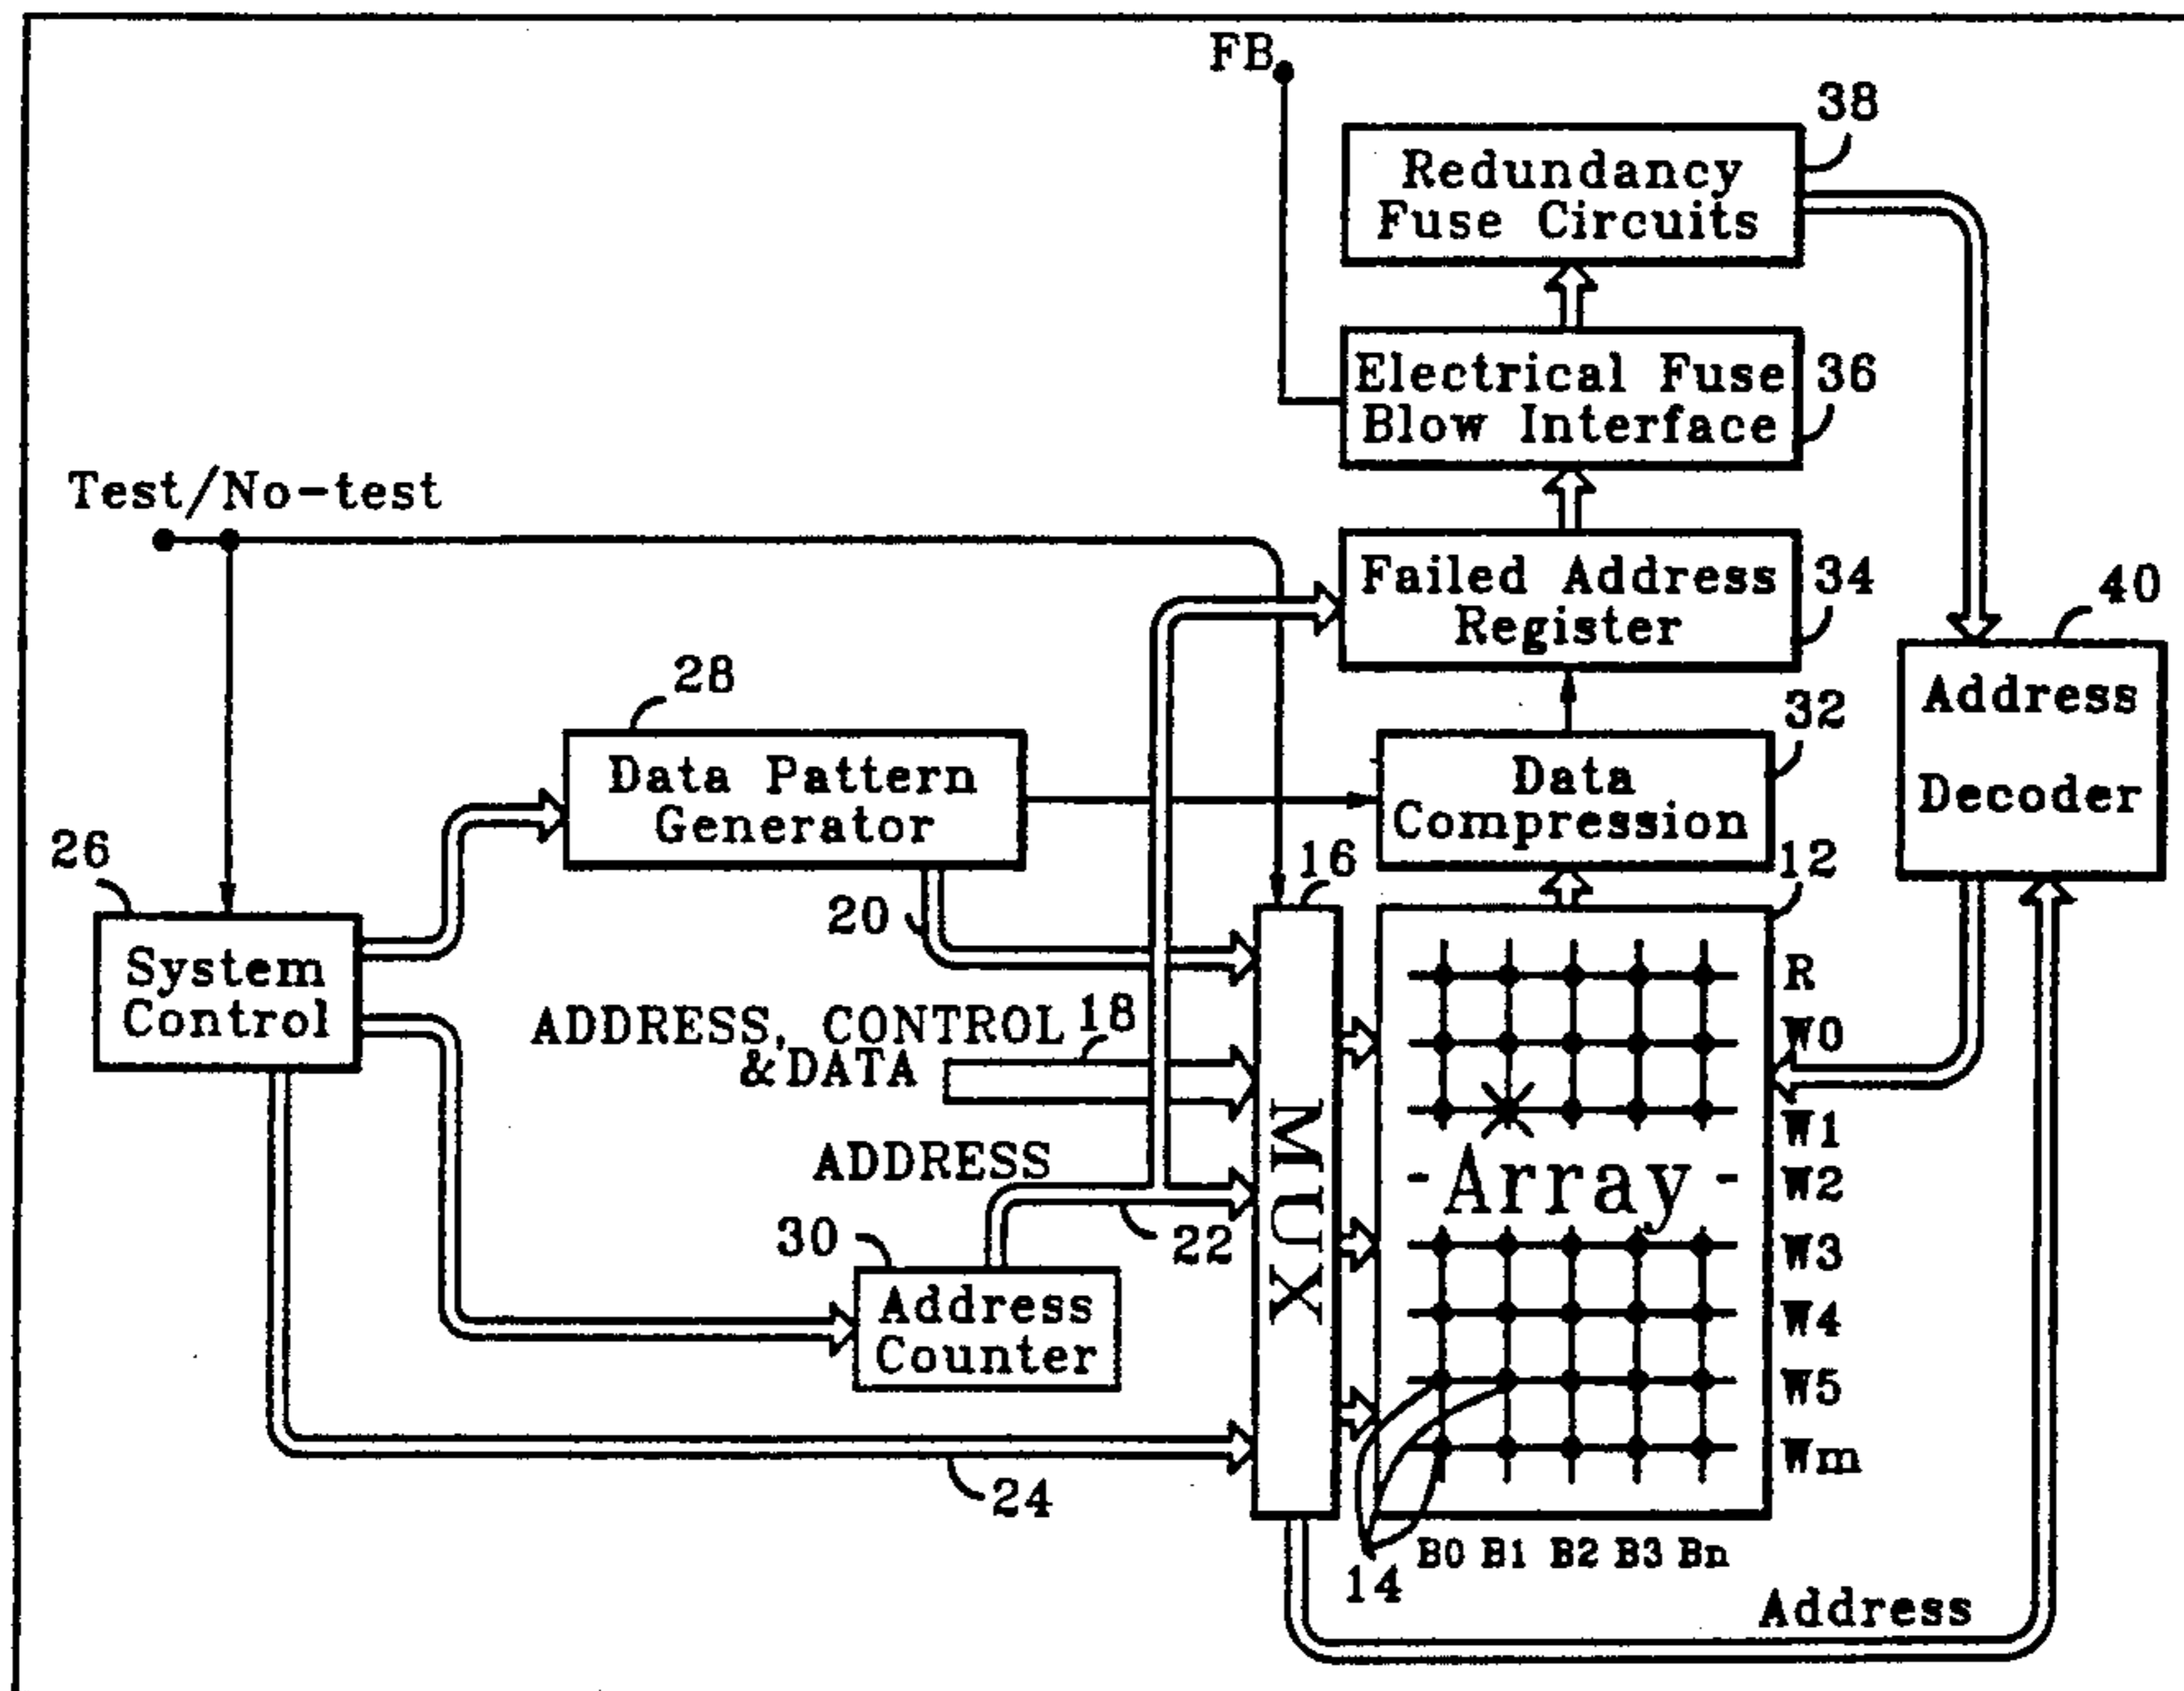 FB
38
Redundancy
Fuse Circuits
Electrical Fuse
Blow Interface
36
Test/No-test
Failed Address
Register
34
40
Address
Decoder
28
Data Pattern
Generator
32
Data
Compression
26
System
Control
20
16
12
ADDRESS, CONTROL
&DATA
18
ADDRESS
22
30
Address
Counter
MUX
-Array-
R
W0
W1
W2
W3
W4
W5
Wm
24
14
B0 B1 B2 B3 Bn
Address